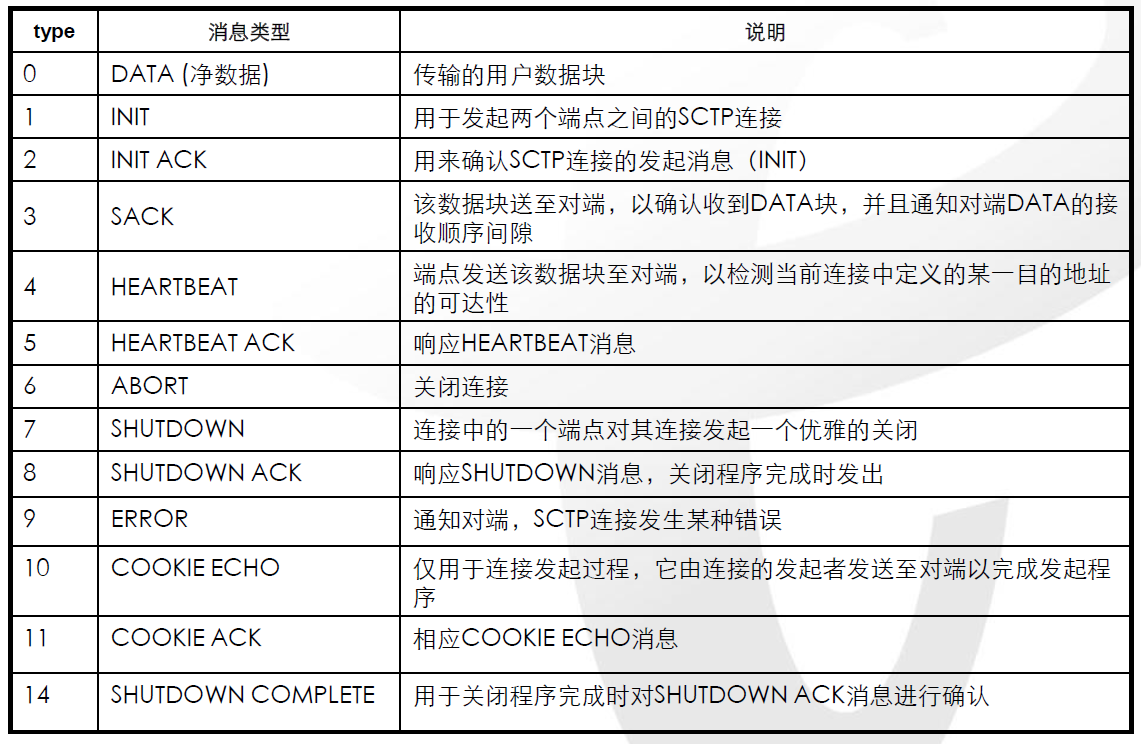 type 消息类型 说明
0 DATA (净数据) 传输的用户数据块
1 INIT 用于发起两个端点之间的SCTP连接
2 INIT ACK 用来确认SCTP连接的发起消息（INIT）
3 SACK 该数据块送至对端，以确认收到DATA块，并且通知对端DATA的接
收顺序间隙
4 HEARTBEAT 端点发送该数据块至对端，以检测当前连接中定义的某一目的地址
的可达性
5 HEARTBEAT ACK 响应HEARTBEAT消息
6 ABORT 关闭连接
7 SHUTDOWN 连接中的一个端点对其连接发起一个优雅的关闭
8 SHUTDOWN ACK 响应SHUTDOWN消息，关闭程序完成时发出
9 ERROR 通知对端，SCTP连接发生某种错误
10 COOKIE ECHO 仅用于连接发起过程，它由连接的发起者发送至对端以完成发起程
序
11 COOKIE ACK 相应COOKIE ECHO消息
14 SHUTDOWN COMPLETE 用于关闭程序完成时对SHUTDOWN ACK消息进行确认